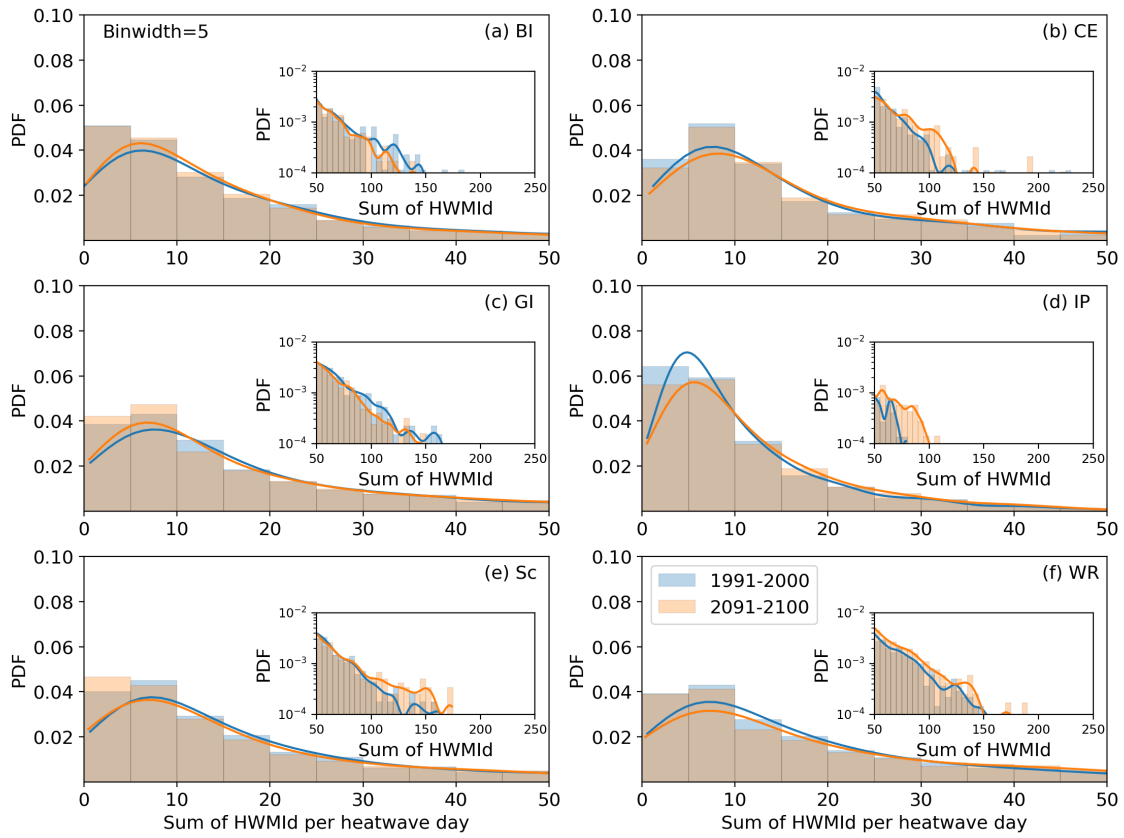 Binwidth=5
(a) BI
PDF
0.10
0.08
0.06
0.04
0.02
0 10 20 30 40 50
PDF
10⁻²
10⁻³
10⁻⁴
50 100 150 200 250
Sum of HWMId
(b) CE
PDF
0.10
0.08
0.06
0.04
0.02
0 10 20 30 40 50
PDF
10⁻²
10⁻³
10⁻⁴
50 100 150 200 250
Sum of HWMId
(c) GI
PDF
0.10
0.08
0.06
0.04
0.02
0 10 20 30 40 50
PDF
10⁻²
10⁻³
10⁻⁴
50 100 150 200 250
Sum of HWMId
(d) IP
PDF
0.10
0.08
0.06
0.04
0.02
0 10 20 30 40 50
PDF
10⁻²
10⁻³
10⁻⁴
50 100 150 200 250
Sum of HWMId
(e) Sc
PDF
0.10
0.08
0.06
0.04
0.02
0 10 20 30 40 50
Sum of HWMId per heatwave day
PDF
10⁻²
10⁻³
10⁻⁴
50 100 150 200 250
Sum of HWMId
(f) WR
1991-2000
2091-2100
PDF
0.10
0.08
0.06
0.04
0.02
0 10 20 30 40 50
Sum of HWMId per heatwave day
PDF
10⁻²
10⁻³
10⁻⁴
50 100 150 200 250
Sum of HWMId